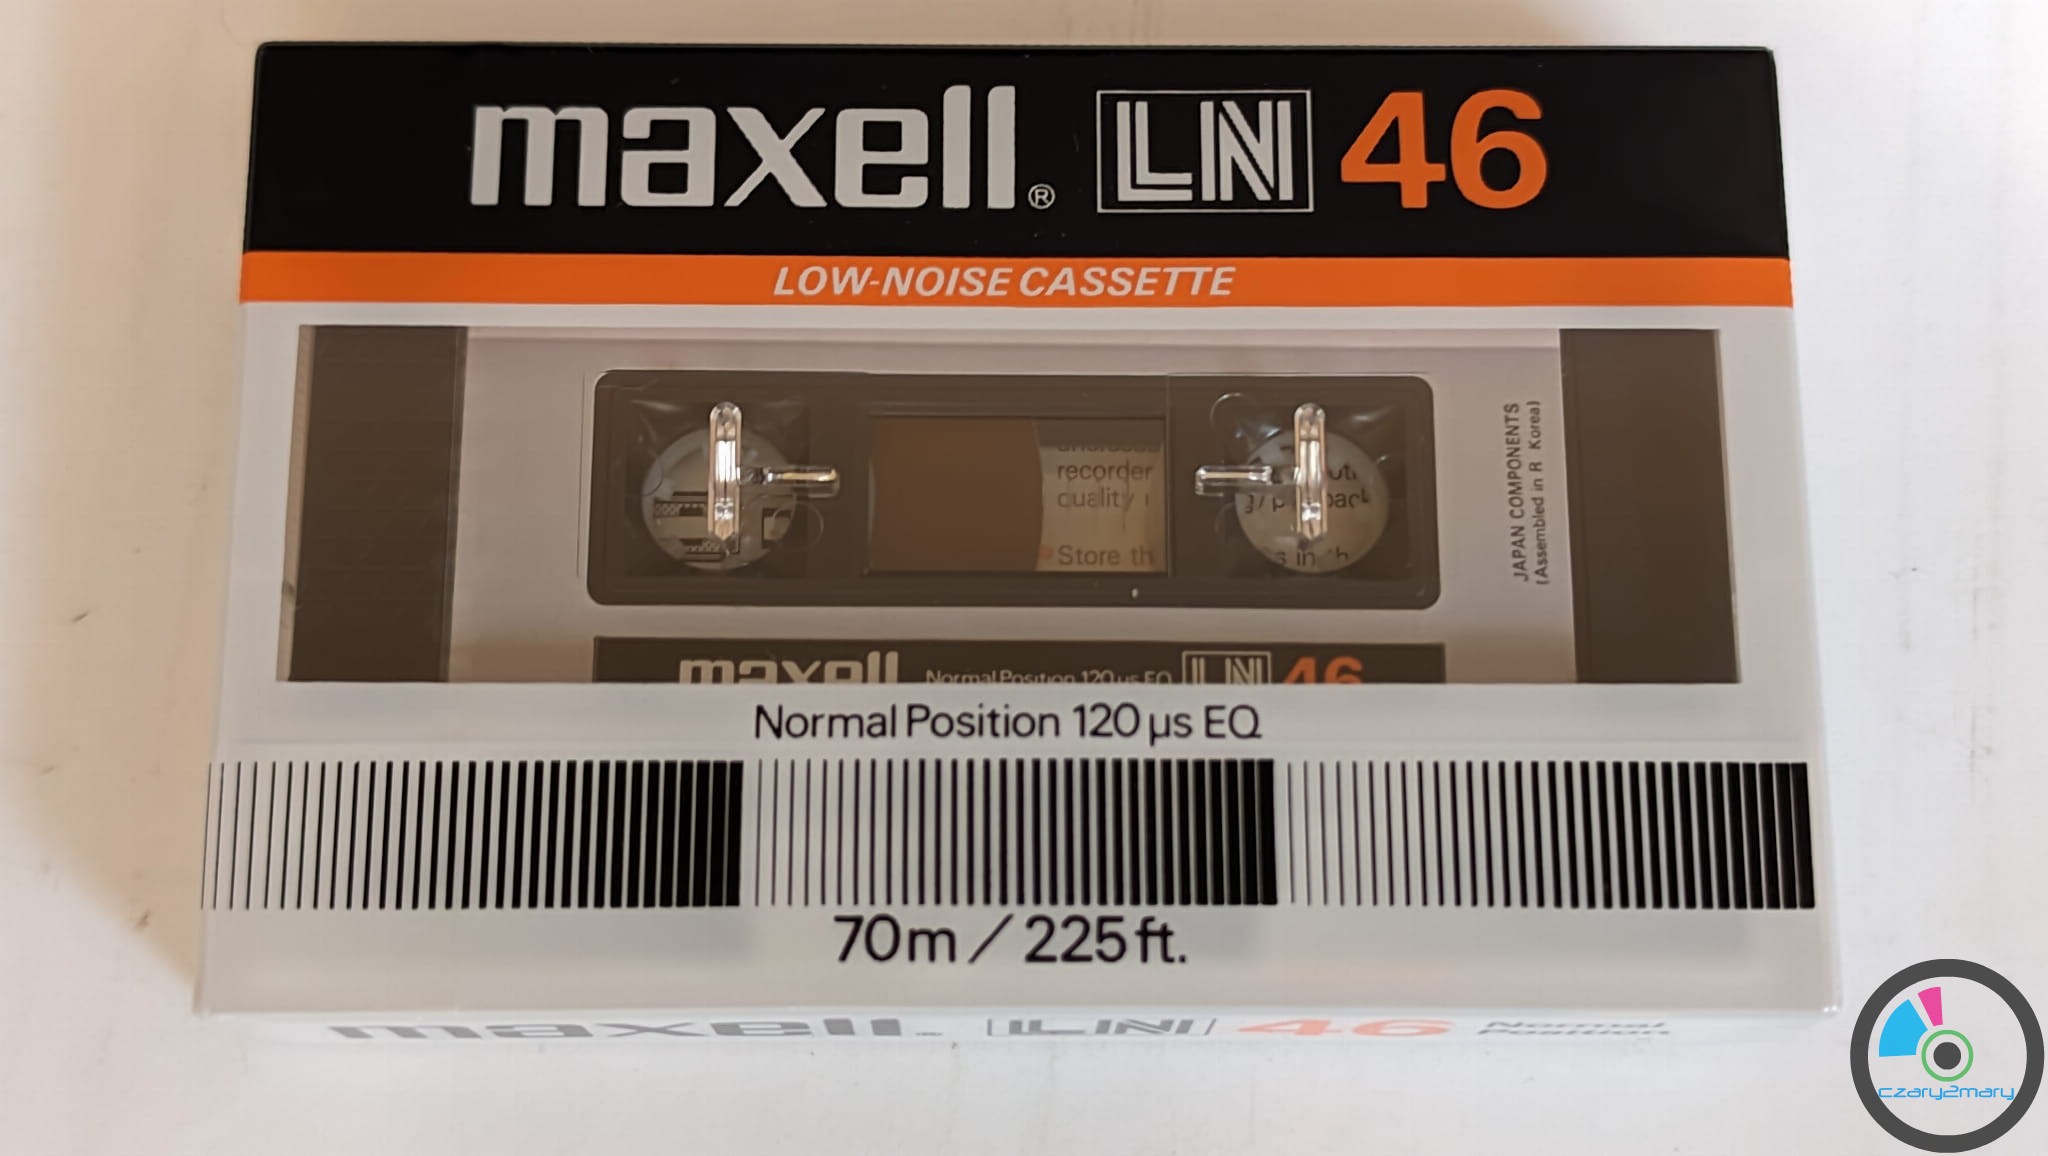 maxell® LN 46
LOW-NOISE CASSETTE
recorder
quality
Store th
JAPAN COMPONENTS
(Assembled in R Korea)
maxell Normal Position 120 µs EQ LN 46
Normal Position 120 µs EQ
70m / 225 ft.
maxell LN 46 Normal Position
czary2mary